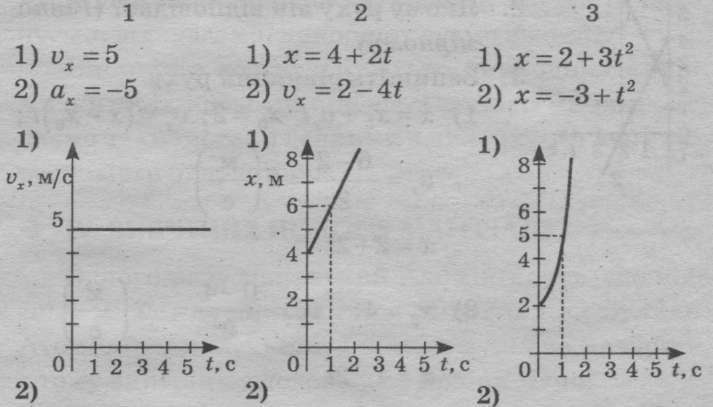 1 2 3
1) vₓ = 5
2) aₓ = −5
1) x = 4 + 2t
2) vₓ = 2 − 4t
1) x = 2 + 3t²
2) x = −3 + t²
1)
vₓ, м/с
5
0 1 2 3 4 5 t, с
2)
1)
x, м
8
6
4
2
0 1 2 3 4 5 t, с
2)
1)
8
6
5
4
2
0 1 2 3 4 5 t, с
2)